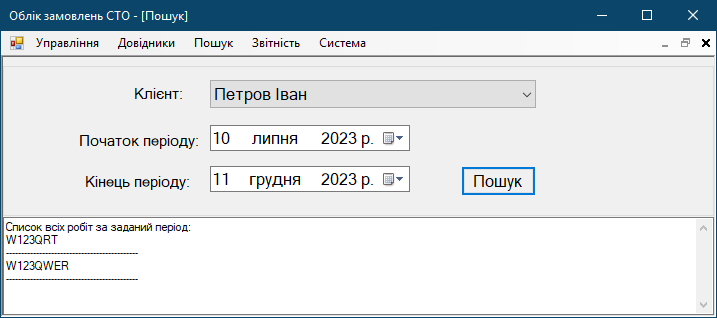 Облік замовлень СТО - [Пошук]
Управління Довідники Пошук Звітність Система
Клієнт: Петров Іван
Початок періоду: 10 липня 2023 р.
Кінець періоду: 11 грудня 2023 р. Пошук
Список всіх робіт за заданий період:
W123QRT
--------------------------------------------
W123QWER
--------------------------------------------